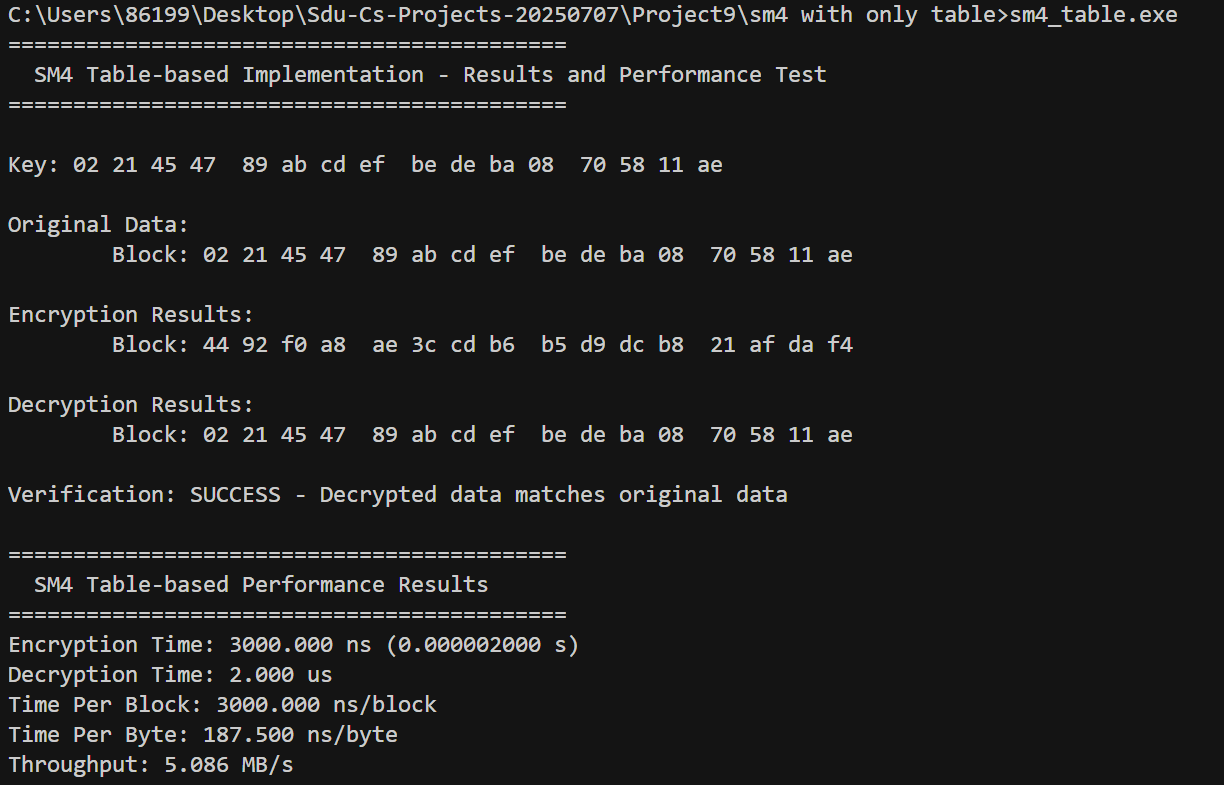 C:\Users\86199\Desktop\Sdu-Cs-Projects-20250707\Project9\sm4 with only table>sm4_table.exe
===========================================
  SM4 Table-based Implementation - Results and Performance Test
===========================================

Key: 02 21 45 47  89 ab cd ef  be de ba 08  70 58 11 ae

Original Data:
        Block: 02 21 45 47  89 ab cd ef  be de ba 08  70 58 11 ae

Encryption Results:
        Block: 44 92 f0 a8  ae 3c cd b6  b5 d9 dc b8  21 af da f4

Decryption Results:
        Block: 02 21 45 47  89 ab cd ef  be de ba 08  70 58 11 ae

Verification: SUCCESS - Decrypted data matches original data

===========================================
  SM4 Table-based Performance Results
===========================================
Encryption Time: 3000.000 ns (0.000002000 s)
Decryption Time: 2.000 us
Time Per Block: 3000.000 ns/block
Time Per Byte: 187.500 ns/byte
Throughput: 5.086 MB/s